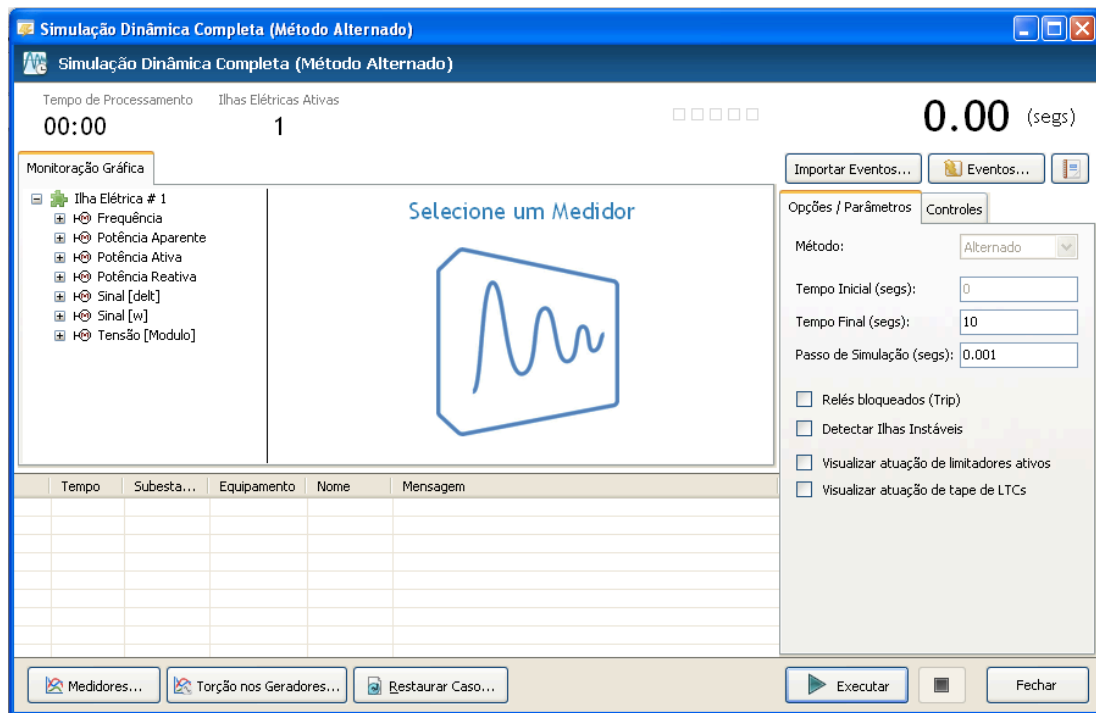 Simulação Dinâmica Completa (Método Alternado)
Simulação Dinâmica Completa (Método Alternado)
Tempo de Processamento Ilhas Elétricas Ativas
00:00 1 0.00 (segs)
Monitoração Gráfica
Importar Eventos... Eventos...
Ilha Elétrica # 1
Frequência
Potência Aparente
Potência Ativa
Potência Reativa
Sinal [delt]
Sinal [w]
Tensão [Modulo]
Selecione um Medidor
Opções / Parâmetros Controles
Método: Alternado
Tempo Inicial (segs): 0
Tempo Final (segs): 10
Passo de Simulação (segs): 0.001
Relés bloqueados (Trip)
Detectar Ilhas Instáveis
Visualizar atuação de limitadores ativos
Visualizar atuação de tape de LTCs
Tempo Subesta... Equipamento Nome Mensagem
Medidores... Torção nos Geradores... Restaurar Caso... Executar Fechar